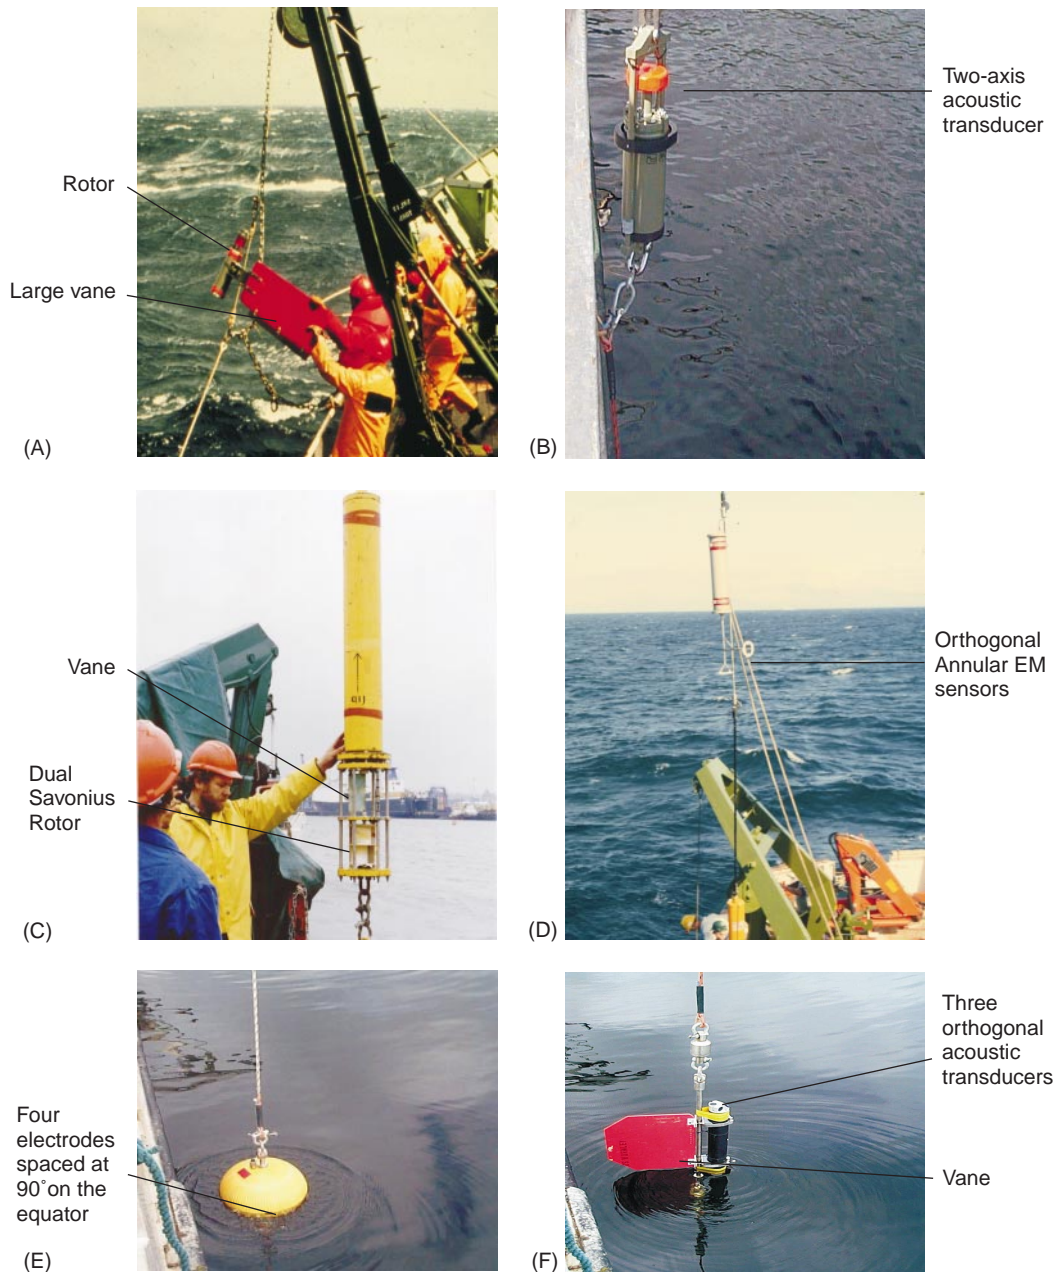 Rotor
Large vane
(A)
Two-axis
acoustic
transducer
(B)
Vane
Dual
Savonius
Rotor
(C)
Orthogonal
Annular EM
sensors
(D)
Four
electrodes
spaced at
90˚on the
equator
(E)
Three
orthogonal
acoustic
transducers
Vane
(F)